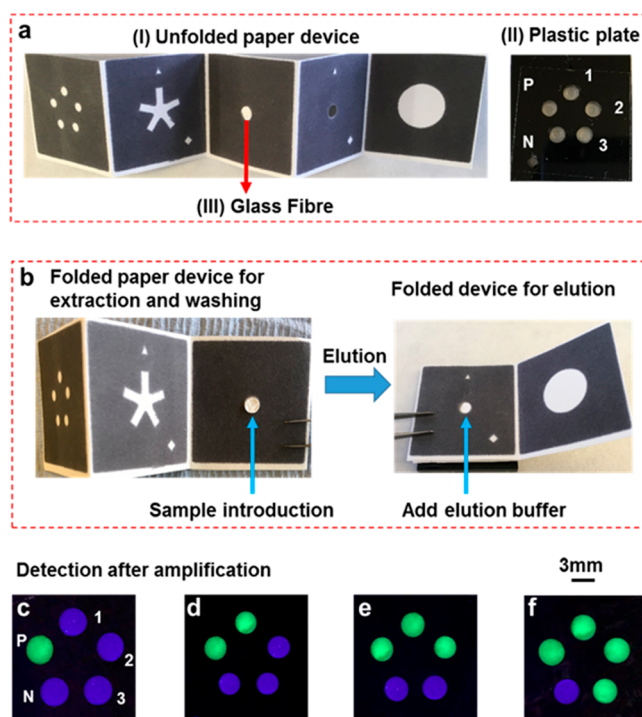 a
(I) Unfolded paper device
(II) Plastic plate
P
1
2
N
3
(III) Glass Fibre
b
Folded paper device for
extraction and washing
Folded device for elution
Elution
Sample introduction
Add elution buffer
Detection after amplification
3mm
c
1
P
2
N
3
d
e
f